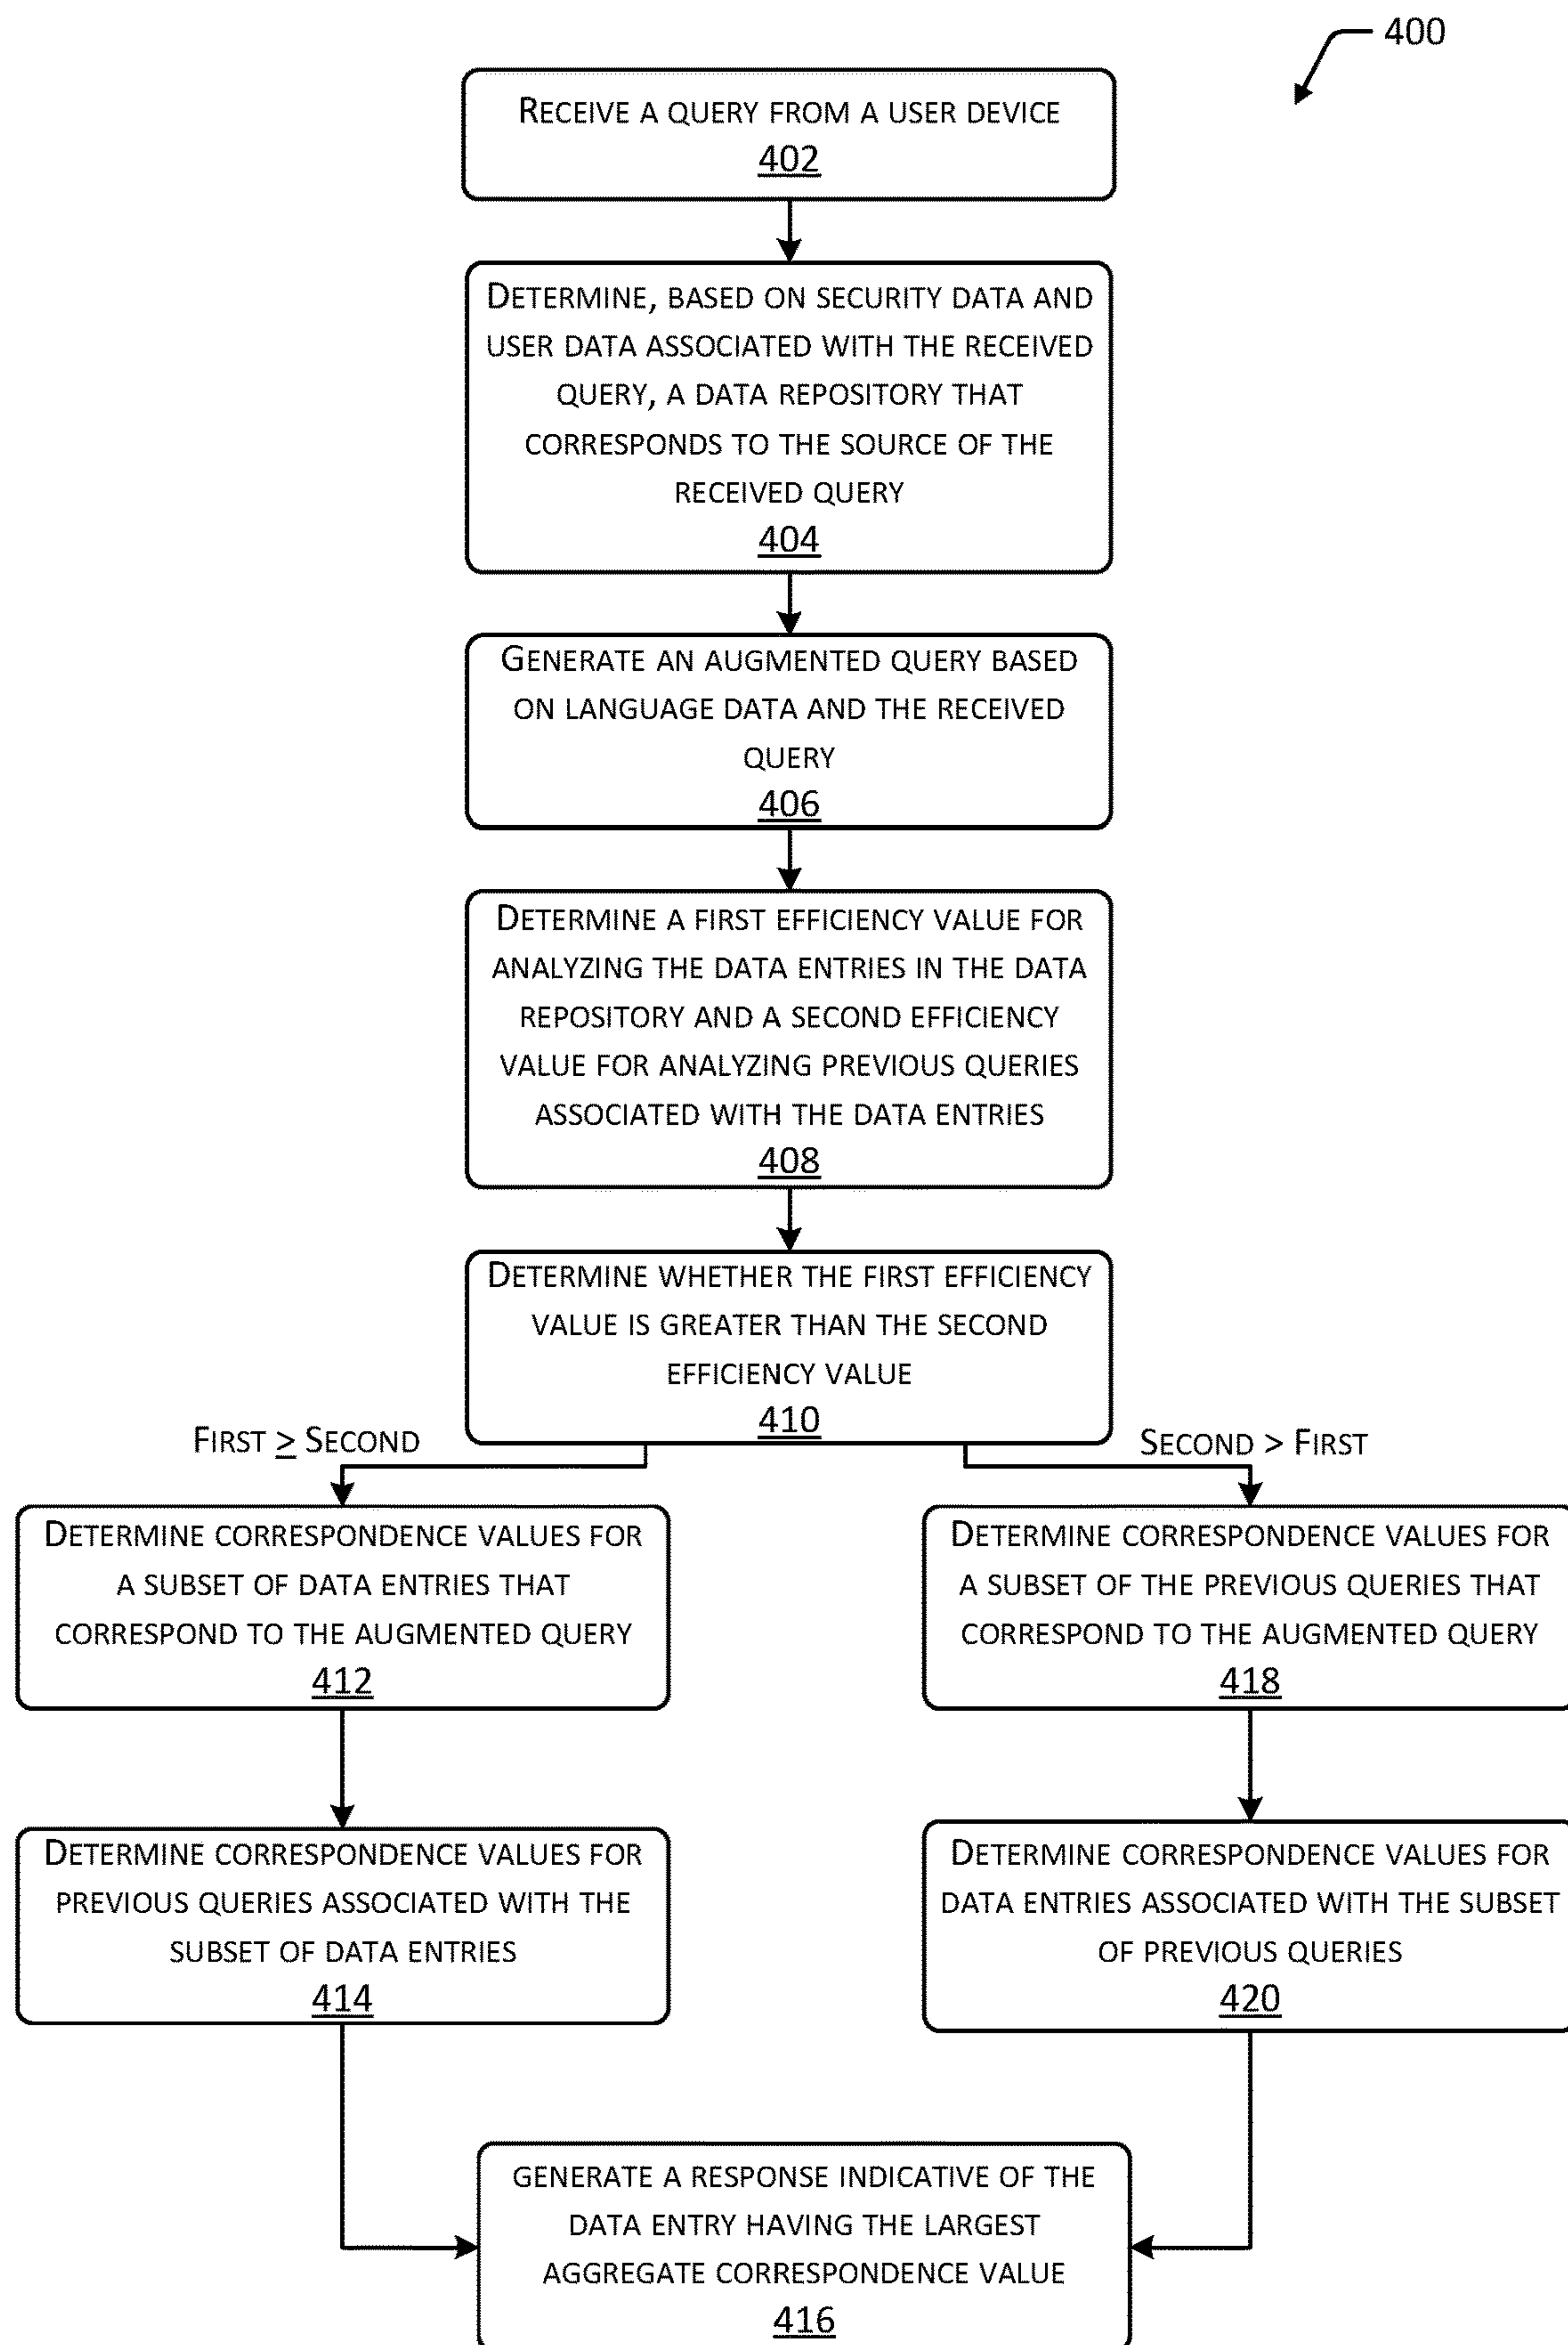 400
RECEIVE A QUERY FROM A USER DEVICE
402
DETERMINE, BASED ON SECURITY DATA AND
USER DATA ASSOCIATED WITH THE RECEIVED
QUERY, A DATA REPOSITORY THAT
CORRESPONDS TO THE SOURCE OF THE
RECEIVED QUERY
404
GENERATE AN AUGMENTED QUERY BASED
ON LANGUAGE DATA AND THE RECEIVED
QUERY
406
DETERMINE A FIRST EFFICIENCY VALUE FOR
ANALYZING THE DATA ENTRIES IN THE DATA
REPOSITORY AND A SECOND EFFICIENCY
VALUE FOR ANALYZING PREVIOUS QUERIES
ASSOCIATED WITH THE DATA ENTRIES
408
DETERMINE WHETHER THE FIRST EFFICIENCY
VALUE IS GREATER THAN THE SECOND
EFFICIENCY VALUE
410
FIRST ≥ SECOND
SECOND > FIRST
DETERMINE CORRESPONDENCE VALUES FOR
A SUBSET OF DATA ENTRIES THAT
CORRESPOND TO THE AUGMENTED QUERY
412
DETERMINE CORRESPONDENCE VALUES FOR
A SUBSET OF THE PREVIOUS QUERIES THAT
CORRESPOND TO THE AUGMENTED QUERY
418
DETERMINE CORRESPONDENCE VALUES FOR
PREVIOUS QUERIES ASSOCIATED WITH THE
SUBSET OF DATA ENTRIES
414
DETERMINE CORRESPONDENCE VALUES FOR
DATA ENTRIES ASSOCIATED WITH THE SUBSET
OF PREVIOUS QUERIES
420
GENERATE A RESPONSE INDICATIVE OF THE
DATA ENTRY HAVING THE LARGEST
AGGREGATE CORRESPONDENCE VALUE
416